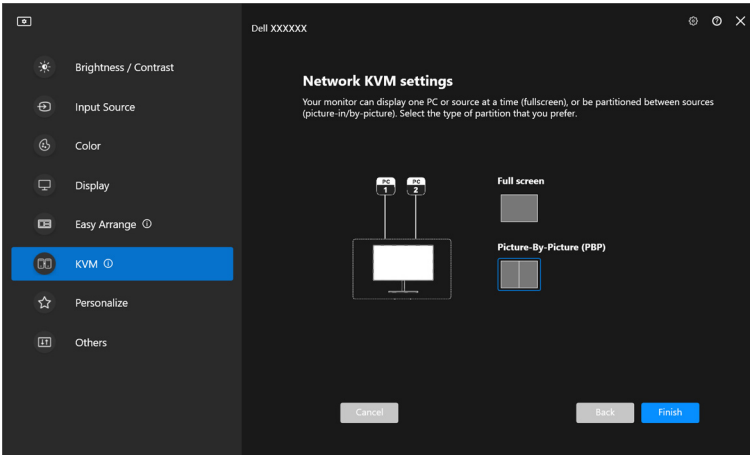 Dell XXXXXX
Brightness / Contrast
Input Source
Color
Display
Easy Arrange
KVM
Personalize
Others
Network KVM settings
Your monitor can display one PC or source at a time (fullscreen), or be partitioned between sources
(picture-in/by-picture). Select the type of partition that you prefer.
PC
1
PC
2
Full screen
Picture-By-Picture (PBP)
Cancel
Back
Finish